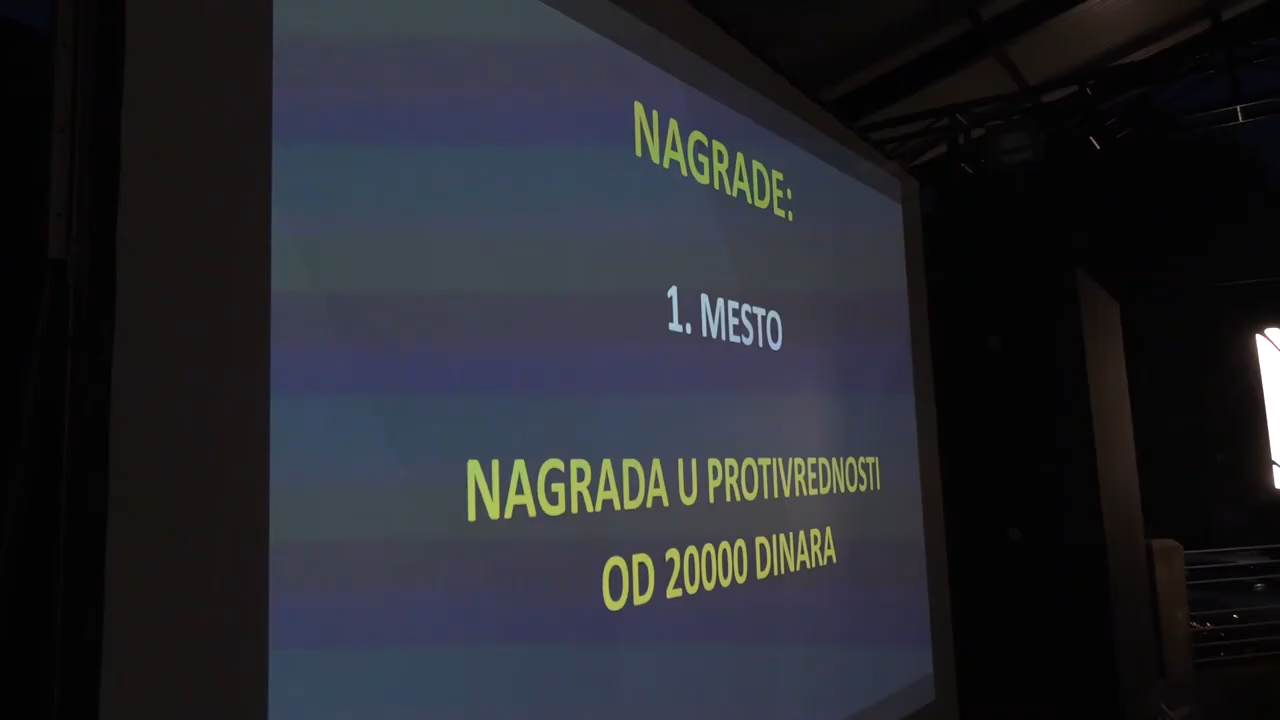 NAGRADE:
1. MESTO
NAGRADA U PROTIVREDNOSTI
OD 20000 DINARA